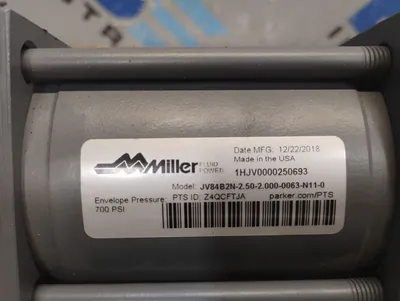 Miller FLUID POWER
Date MFG: 12/22/2018
Made in the USA
1HJV0000250693
Model: JV84B2N-2.50-2.000-0063-N11-0
Envelope Pressure: PTS ID: Z4QCFTJA parker.com/PTS
700 PSI